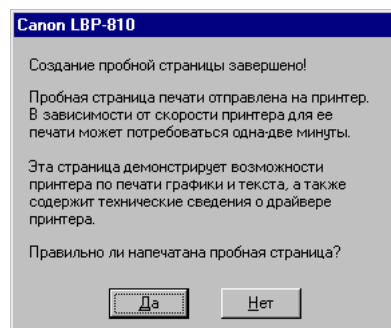 Canon LBP-810
Создание пробной страницы завершено!
Пробная страница печати отправлена на принтер.
В зависимости от скорости принтера для ее
печати может потребоваться одна-две минуты.
Эта страница демонстрирует возможности
принтера по печати графики и текста, а также
содержит технические сведения о драйвере
принтера.
Правильно ли напечатана пробная страница?
Да Нет